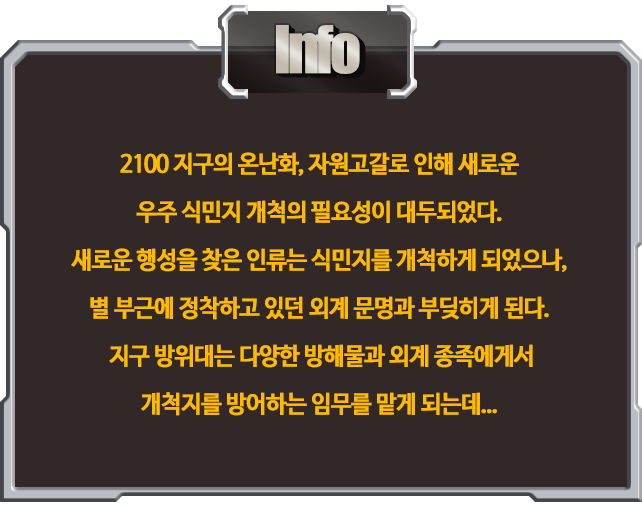 Info
2100 지구의 온난화, 자원고갈로 인해 새로운
우주 식민지 개척의 필요성이 대두되었다.
새로운 행성을 찾은 인류는 식민지를 개척하게 되었으나,
별 부근에 정착하고 있던 외계 문명과 부딪히게 된다.
지구 방위대는 다양한 방해물과 외계 종족에게서
개척지를 방어하는 임무를 맡게 되는데...